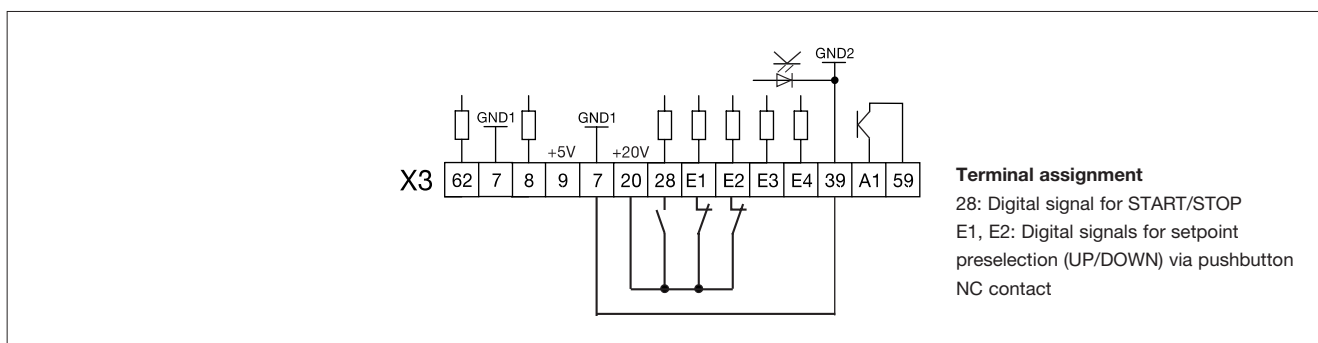 GND2
GND1
GND1
+5V
+20V
X3 62 7 8 9 7 20 28 E1 E2 E3 E4 39 A1 59
Terminal assignment
28: Digital signal for START/STOP
E1, E2: Digital signals for setpoint
preselection (UP/DOWN) via pushbutton
NC contact